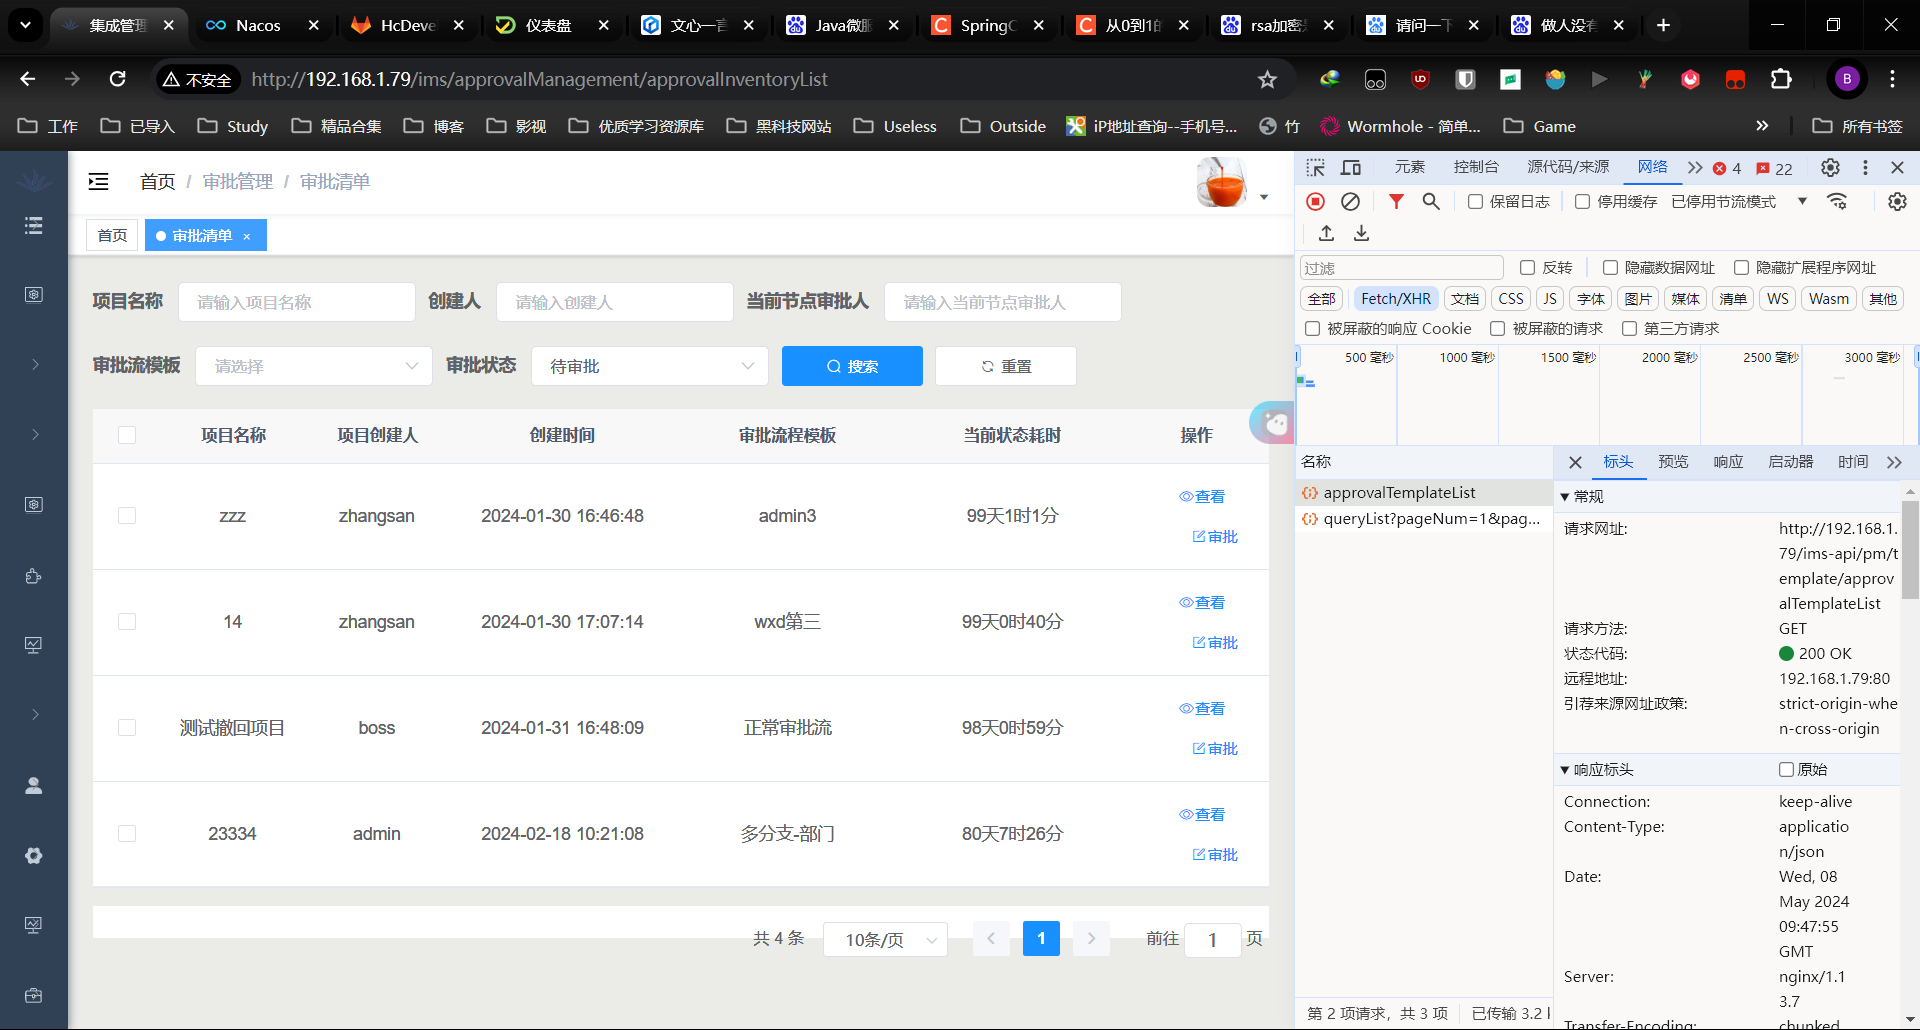 集成管理
Nacos
HcDeve
仪表盘
文心一言
Java微服
SpringC
从0到1的
rsa加密
请问一下
做人没有
不安全
http://192.168.1.79/ims/approvalManagement/approvalInventoryList
B
工作
已导入
Study
精品合集
博客
影视
优质学习资源库
黑科技网站
Useless
Outside
iP地址查询--手机号...
竹
Wormhole - 简单...
Game
所有书签
首页 / 审批管理 / 审批清单
首页
审批清单 ×
项目名称 请输入项目名称 创建人 请输入创建人 当前节点审批人 请输入当前节点审批人
审批流模板 请选择 审批状态 待审批 搜索 重置
项目名称 项目创建人 创建时间 审批流程模板 当前状态耗时 操作
zzz zhangsan 2024-01-30 16:46:48 admin3 99天1时1分 查看
审批
14 zhangsan 2024-01-30 17:07:14 wxd第三 99天0时40分 查看
审批
测试撤回项目 boss 2024-01-31 16:48:09 正常审批流 98天0时59分 查看
审批
23334 admin 2024-02-18 10:21:08 多分支-部门 80天7时26分 查看
审批
共 4 条 10条/页 1 前往 1 页
元素 控制台 源代码/来源 网络 4 22
保留日志 停用缓存 已停用节流模式
过滤 反转 隐藏数据网址 隐藏扩展程序网址
全部 Fetch/XHR 文档 CSS JS 字体 图片 媒体 清单 WS Wasm 其他
被屏蔽的响应 Cookie 被屏蔽的请求 第三方请求
500 毫秒 1000 毫秒 1500 毫秒 2000 毫秒 2500 毫秒 3000 毫秒
名称
approvalTemplateList
queryList?pageNum=1&pag...
标头 预览 响应 启动器 时间
常规
请求网址: http://192.168.1.
79/ims-api/pm/t
emplate/approv
alTemplateList
请求方法: GET
状态代码: 200 OK
远程地址: 192.168.1.79:80
引荐来源网址政策: strict-origin-whe
n-cross-origin
响应标头 原始
Connection: keep-alive
Content-Type: applicatio
n/json
Date: Wed, 08
May 2024
09:47:55
GMT
Server: nginx/1.1
3.7
Transfer-Encoding: chunked
第 2 项请求，共 3 项 已传输 3.2